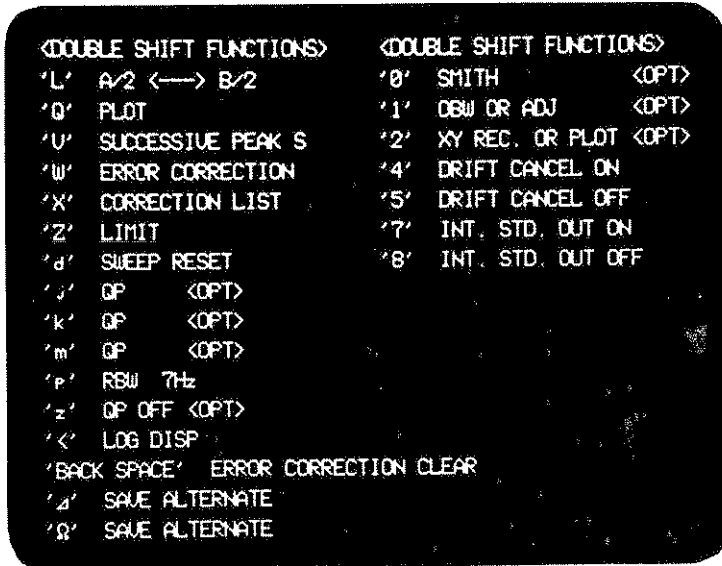 <DOUBLE SHIFT FUNCTIONS>
'L' A/2 <--> B/2
'Q' PLOT
'V' SUCCESSIVE PEAK S
'W' ERROR CORRECTION
'X' CORRECTION LIST
'Z' LIMIT
'd' SWEEP RESET
'j' QP <OPT>
'k' QP <OPT>
'm' QP <OPT>
'P' RBW 7Hz
'z' QP OFF <OPT>
'<' LOG DISP
'BACK SPACE' ERROR CORRECTION CLEAR
'⊿' SAVE ALTERNATE
'Ω' SAVE ALTERNATE
<DOUBLE SHIFT FUNCTIONS>
'0' SMITH <OPT>
'1' OBW OR ADJ <OPT>
'2' XY REC. OR PLOT <OPT>
'4' DRIFT CANCEL ON
'5' DRIFT CANCEL OFF
'7' INT. STD. OUT ON
'8' INT. STD. OUT OFF